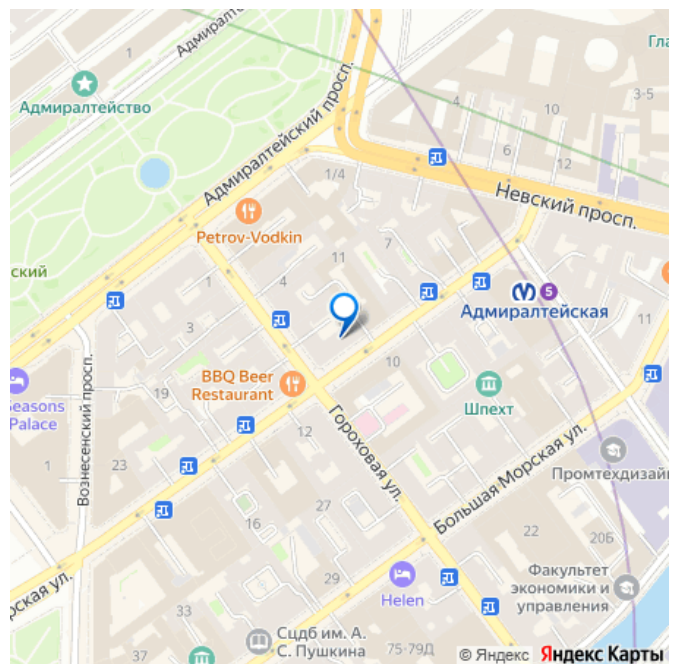 Адмиралтейс
1
Гла
Адмиралтейство
4
10
3-5
Адмиралтейский просп.
6
12
1/4
Невский просп.
Petrov-Vodkin
11
7
ский
1
4
5
Адмиралтейская
3
11
10
BBQ Beer
Restaurant
19
Seasons
Palace
Шпехт
Гороховая ул.
12
Вознесенский просп.
1
23
Большая Морская ул.
Промтехдизайн
27
16
22
20Б
29
рская ул.
Helen
Факультет
экономики и
управления
33
Сцдб им. А.
С. Пушкина
75-79Д
© Яндекс Яндекс Карты